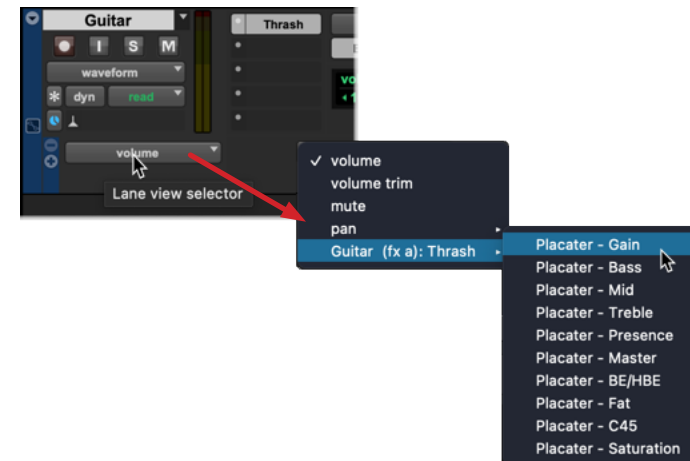 Guitar
Thrash
I S M
waveform
dyn read
volume
Lane view selector
✓ volume
volume trim
mute
pan
Guitar (fx a): Thrash
Placater - Gain
Placater - Bass
Placater - Mid
Placater - Treble
Placater - Presence
Placater - Master
Placater - BE/HBE
Placater - Fat
Placater - C45
Placater - Saturation